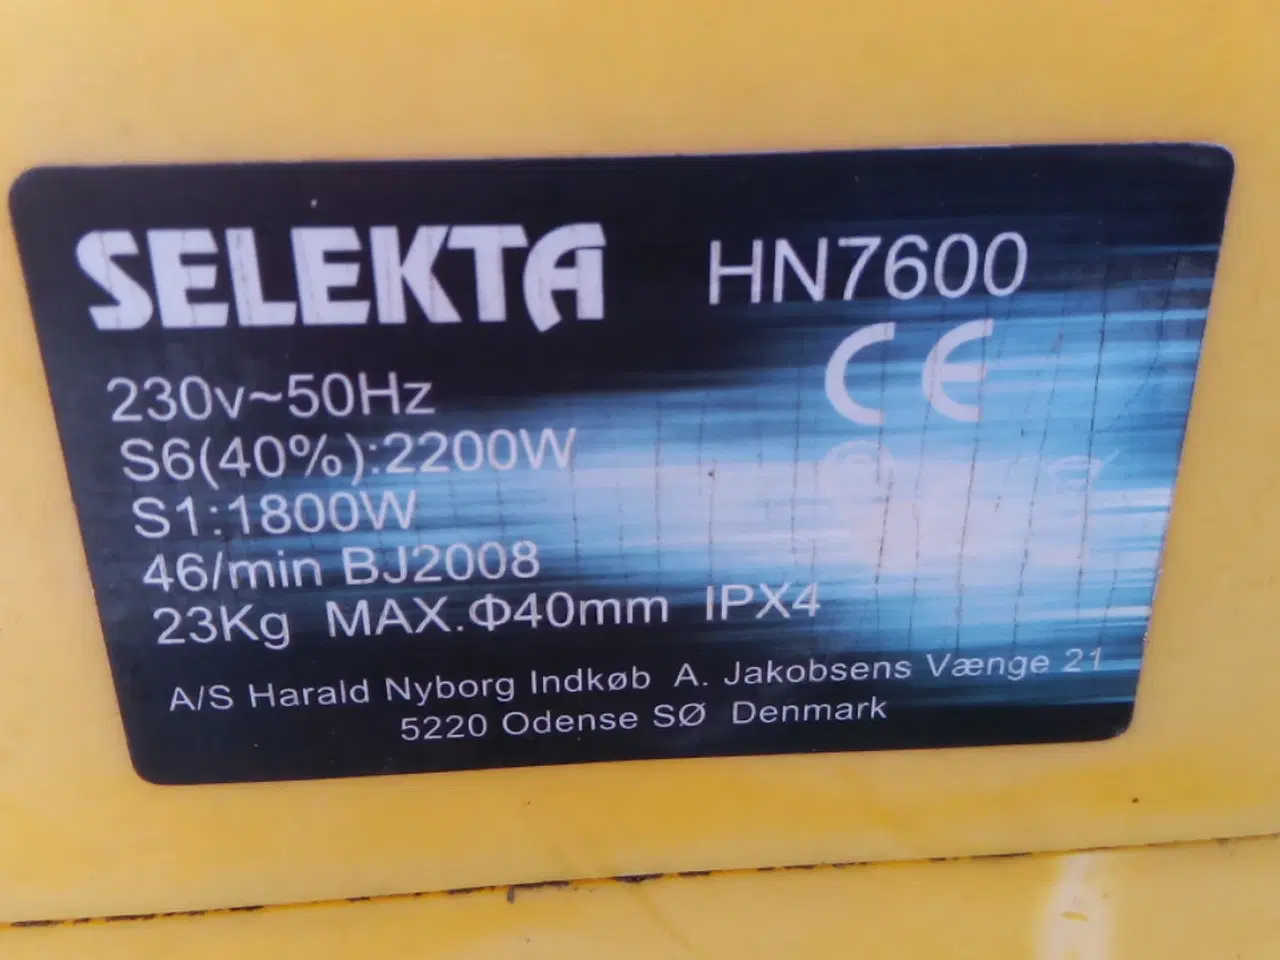 SELEKTA HN7600
CE
230v~50Hz
S6(40%):2200W
S1:1800W
46/min BJ2008
23Kg MAX.Φ40mm IPX4
A/S Harald Nyborg Indkøb A. Jakobsens Vænge 21
5220 Odense SØ Denmark